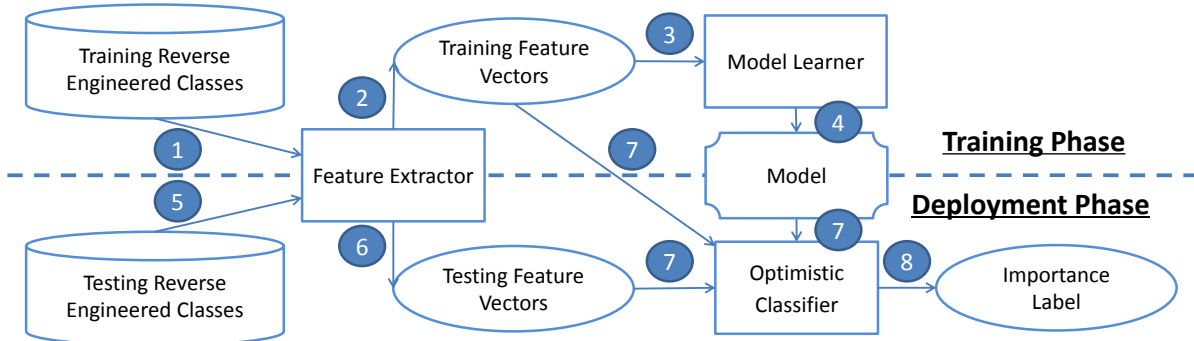 Training Reverse
Engineered Classes
1
2
Training Feature
Vectors
3
Model Learner
4
Training Phase
Feature Extractor
7
Model
Deployment Phase
5
6
Testing Reverse
Engineered Classes
Testing Feature
Vectors
7
7
Optimistic
Classifier
8
Importance
Label